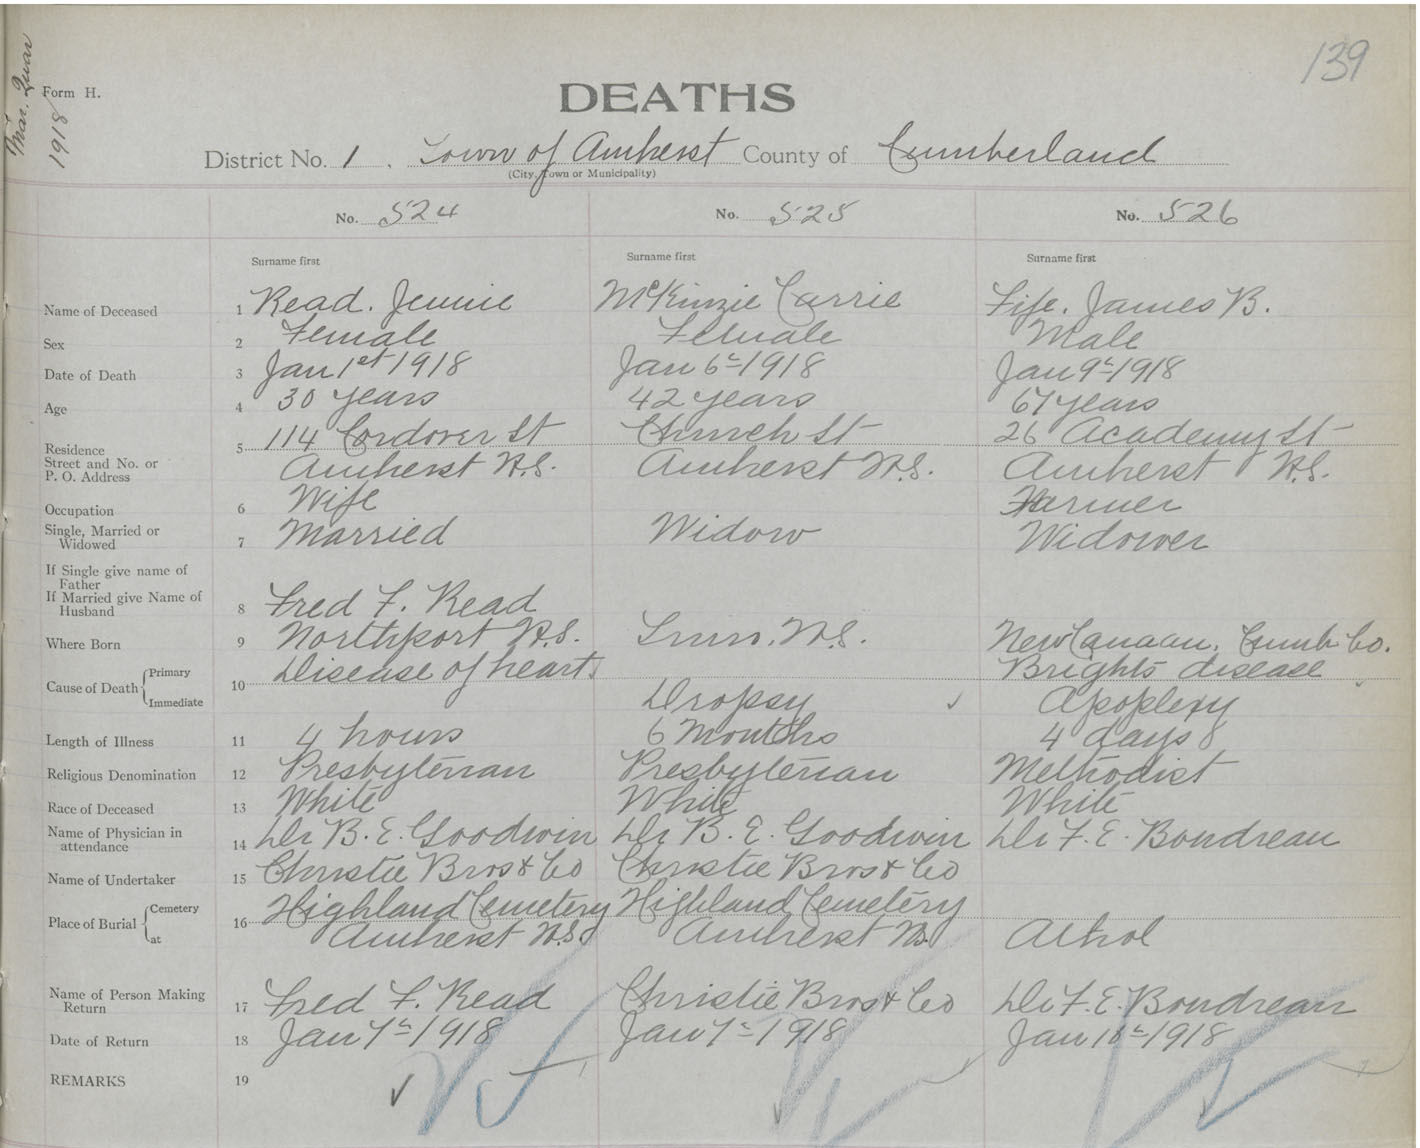 139
Mar. Quar
1918
Form H.
DEATHS
District No. 1. Town of Amherst County of Cumberland
(City, Town or Municipality)
No. 524 No. 525 No. 526
Surname first Surname first Surname first
Name of Deceased 1 Read. Jennie McKinzie Carrie Fife. James B.
Sex 2 Female Female Male
Date of Death 3 Jan 1st 1918 Jan 6th 1918 Jan 9th 1918
Age 4 30 years 42 years 67 years
Residence 5 114 Cordover St Church St 26 Academy St
Street and No. or P. O. Address Amherst N.S. Amherst N.S. Amherst N.S.
Occupation 6 Wife Farmer
Single, Married or Widowed 7 Married Widow Widower
If Single give name of Father
If Married give Name of Husband 8 Fred F. Read
Where Born 9 Northport N.S. N.S. New Canaan, Cumb Co.
Cause of Death Primary 10 Disease of heart Brights disease
Immediate Dropsy Apoplexy
Length of Illness 11 4 hours 6 Months 4 days
Religious Denomination 12 Presbyterian Presbyterian Methodist
Race of Deceased 13 White White White
Name of Physician in attendance 14 Dr B. E. Goodwin Dr B. E. Goodwin Dr F. E. Boudreau
Name of Undertaker 15 Christie Bros & Co Christie Bros & Co
Place of Burial Cemetery 16 Highland Cemetery Highland Cemetery
at Amherst N.S. Amherst N.S. Athol
Name of Person Making Return 17 Fred F. Read Christie Bros & Co Dr F. E. Boudreau
Date of Return 18 Jan 7th 1918 Jan 7th 1918 Jan 10th 1918
REMARKS 19